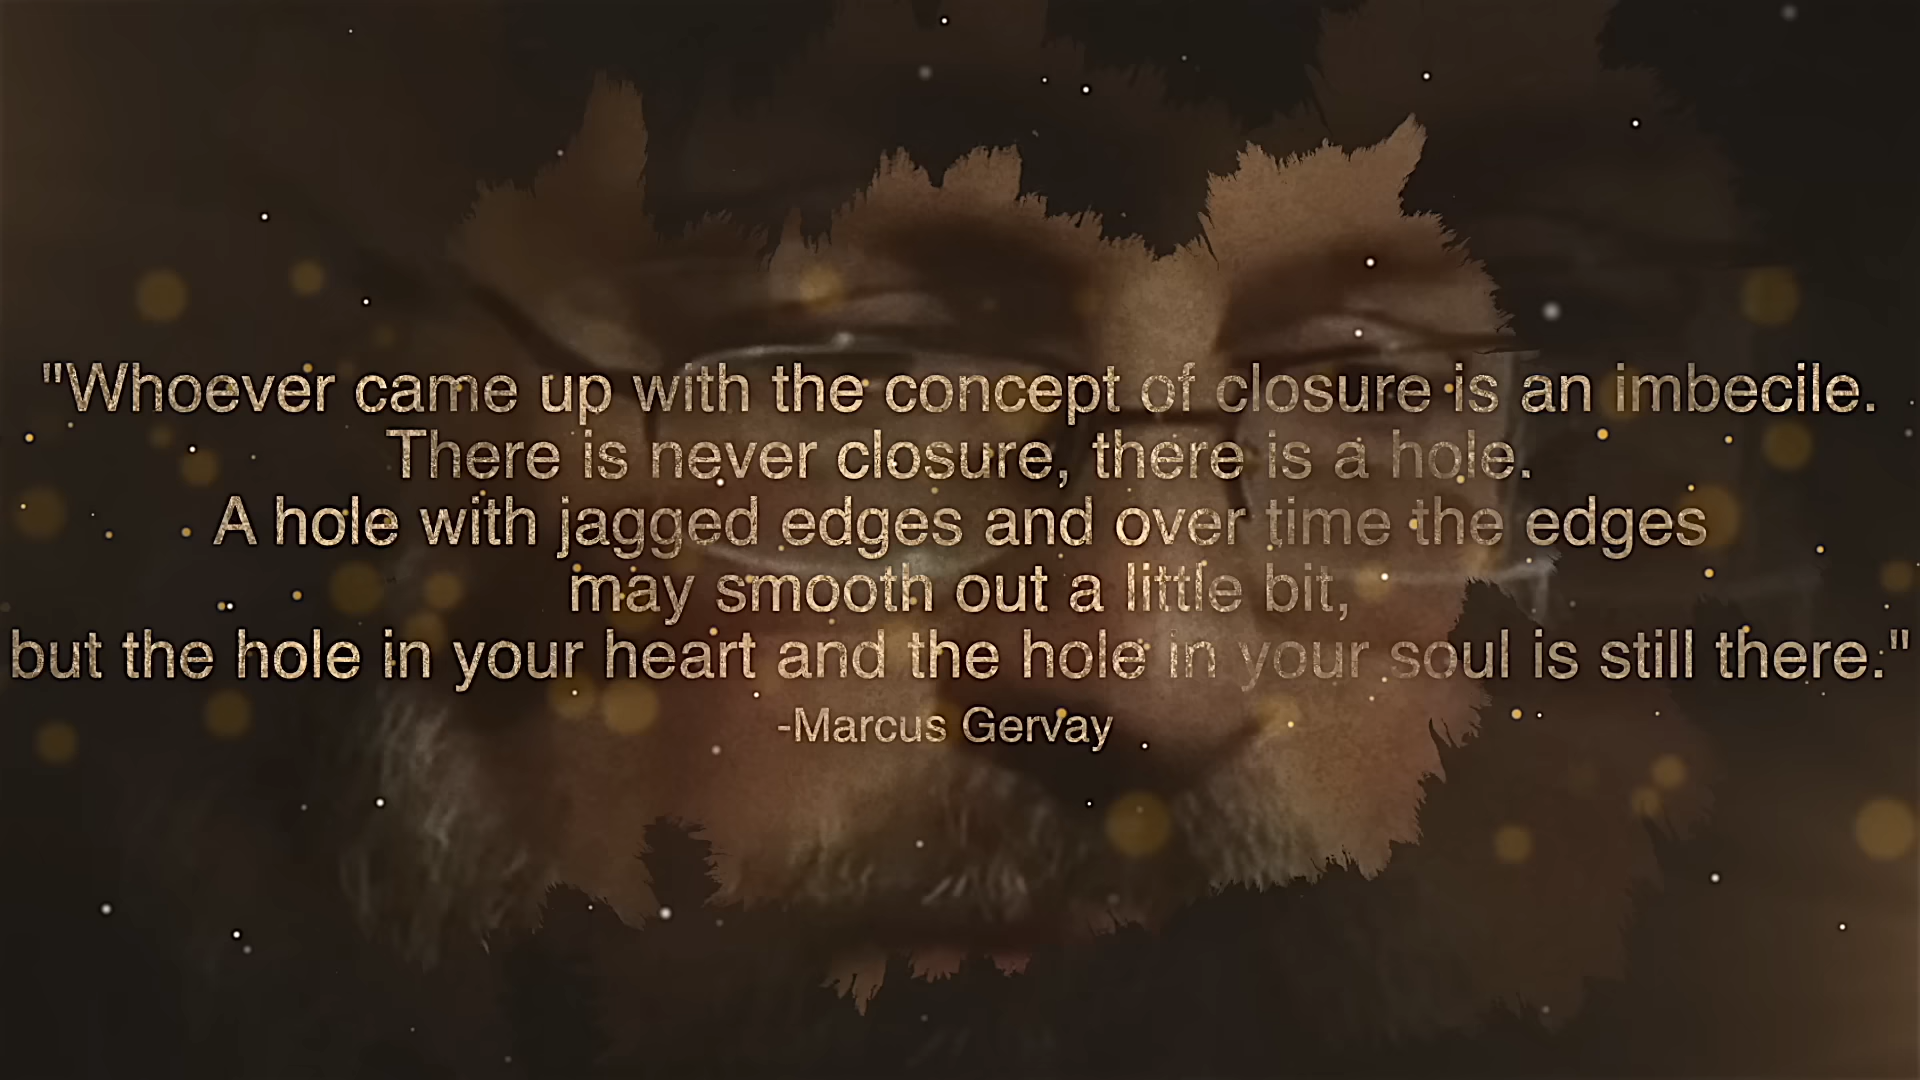 "Whoever came up with the concept of closure is an imbecile.
There is never closure, there is a hole.
A hole with jagged edges and over time the edges
may smooth out a little bit,
but the hole in your heart and the hole in your soul is still there."
-Marcus Gervay